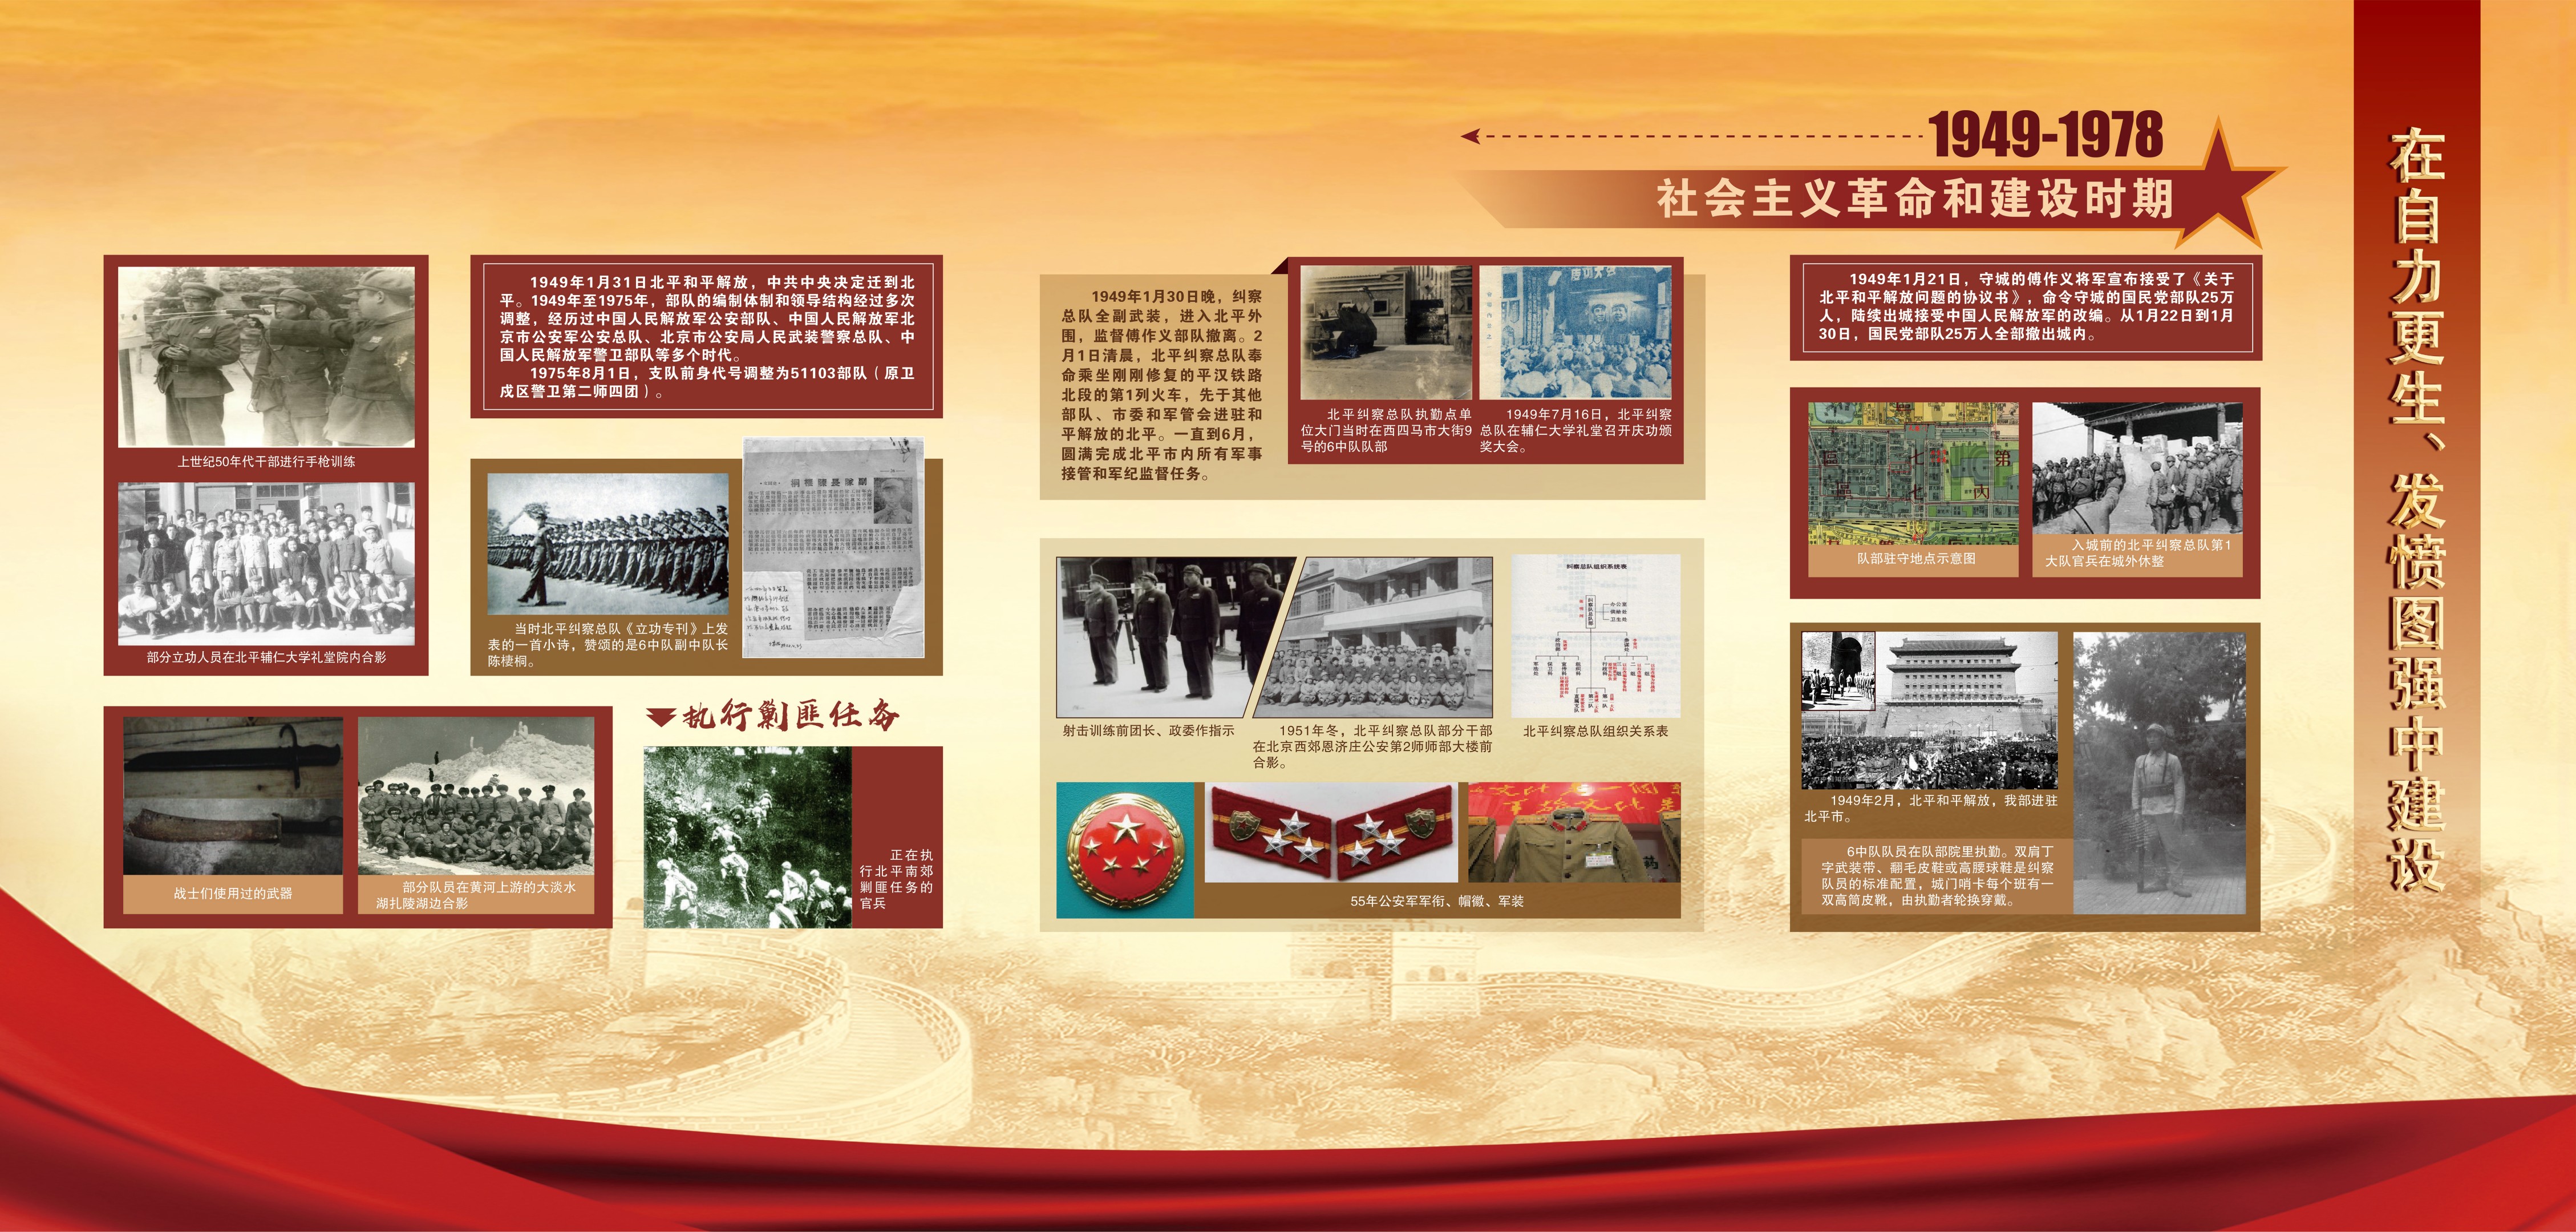 在自力更生、发愤图强中建设
1949-1978
社会主义革命和建设时期
1949年1月21日，守城的傅作义将军宣布接受了《关于
北平和平解放问题的协议书》，命令守城的国民党部队25万
人，陆续出城接受中国人民解放军的改编。从1月22日到1月
30日，国民党部队25万人全部撤出城内。
第
七
区
内
七
區
队部驻守地点示意图
入城前的北平纠察总队第1
大队官兵在城外休整
1949年2月，北平和平解放，我部进驻
北平市。
6中队队员在队部院里执勤。双肩丁
字武装带、翻毛皮鞋或高腰球鞋是纠察
队员的标准配置，城门哨卡每个班有一
双高筒皮靴，由执勤者轮换穿戴。
1949年1月30日晚，纠察
总队全副武装，进入北平外
围，监督傅作义部队撤离。2
月1日清晨，北平纠察总队奉
命乘坐刚刚修复的平汉铁路
北段的第1列火车，先于其他
部队、市委和军管会进驻和
平解放的北平。一直到6月，
圆满完成北平市内所有军事
接管和军纪监督任务。
北平纠察总队执勤点单
位大门当时在西四马市大街9
号的6中队队部
1949年7月16日，北平纠察
总队在辅仁大学礼堂召开庆功颁
奖大会。
射击训练前团长、政委作指示
1951年冬，北平纠察总队部分干部
在北京西郊恩济庄公安第2师师部大楼前
合影。
纠察总队组织系统表
纠察总队部
办公室
供给处
卫生处
北平纠察总队组织关系表
55年公安军军衔、帽徽、军装
1949年1月31日北平和平解放，中共中央决定迁到北
平。1949年至1975年，部队的编制体制和领导结构经过多次
调整，经历过中国人民解放军公安部队、中国人民解放军北
京市公安军公安总队、北京市公安局人民武装警察总队、中
国人民解放军警卫部队等多个时代。
1975年8月1日，支队前身代号调整为51103部队（原卫
戍区警卫第二师四团）。
当时北平纠察总队《立功专刊》上发
表的一首小诗，赞颂的是6中队副中队长
陈棲桐。
上世纪50年代干部进行手枪训练
部分立功人员在北平辅仁大学礼堂院内合影
战士们使用过的武器
部分队员在黄河上游的大淡水
湖扎陵湖边合影
执行剿匪任务
正在执
行北平南郊
剿匪任务的
官兵